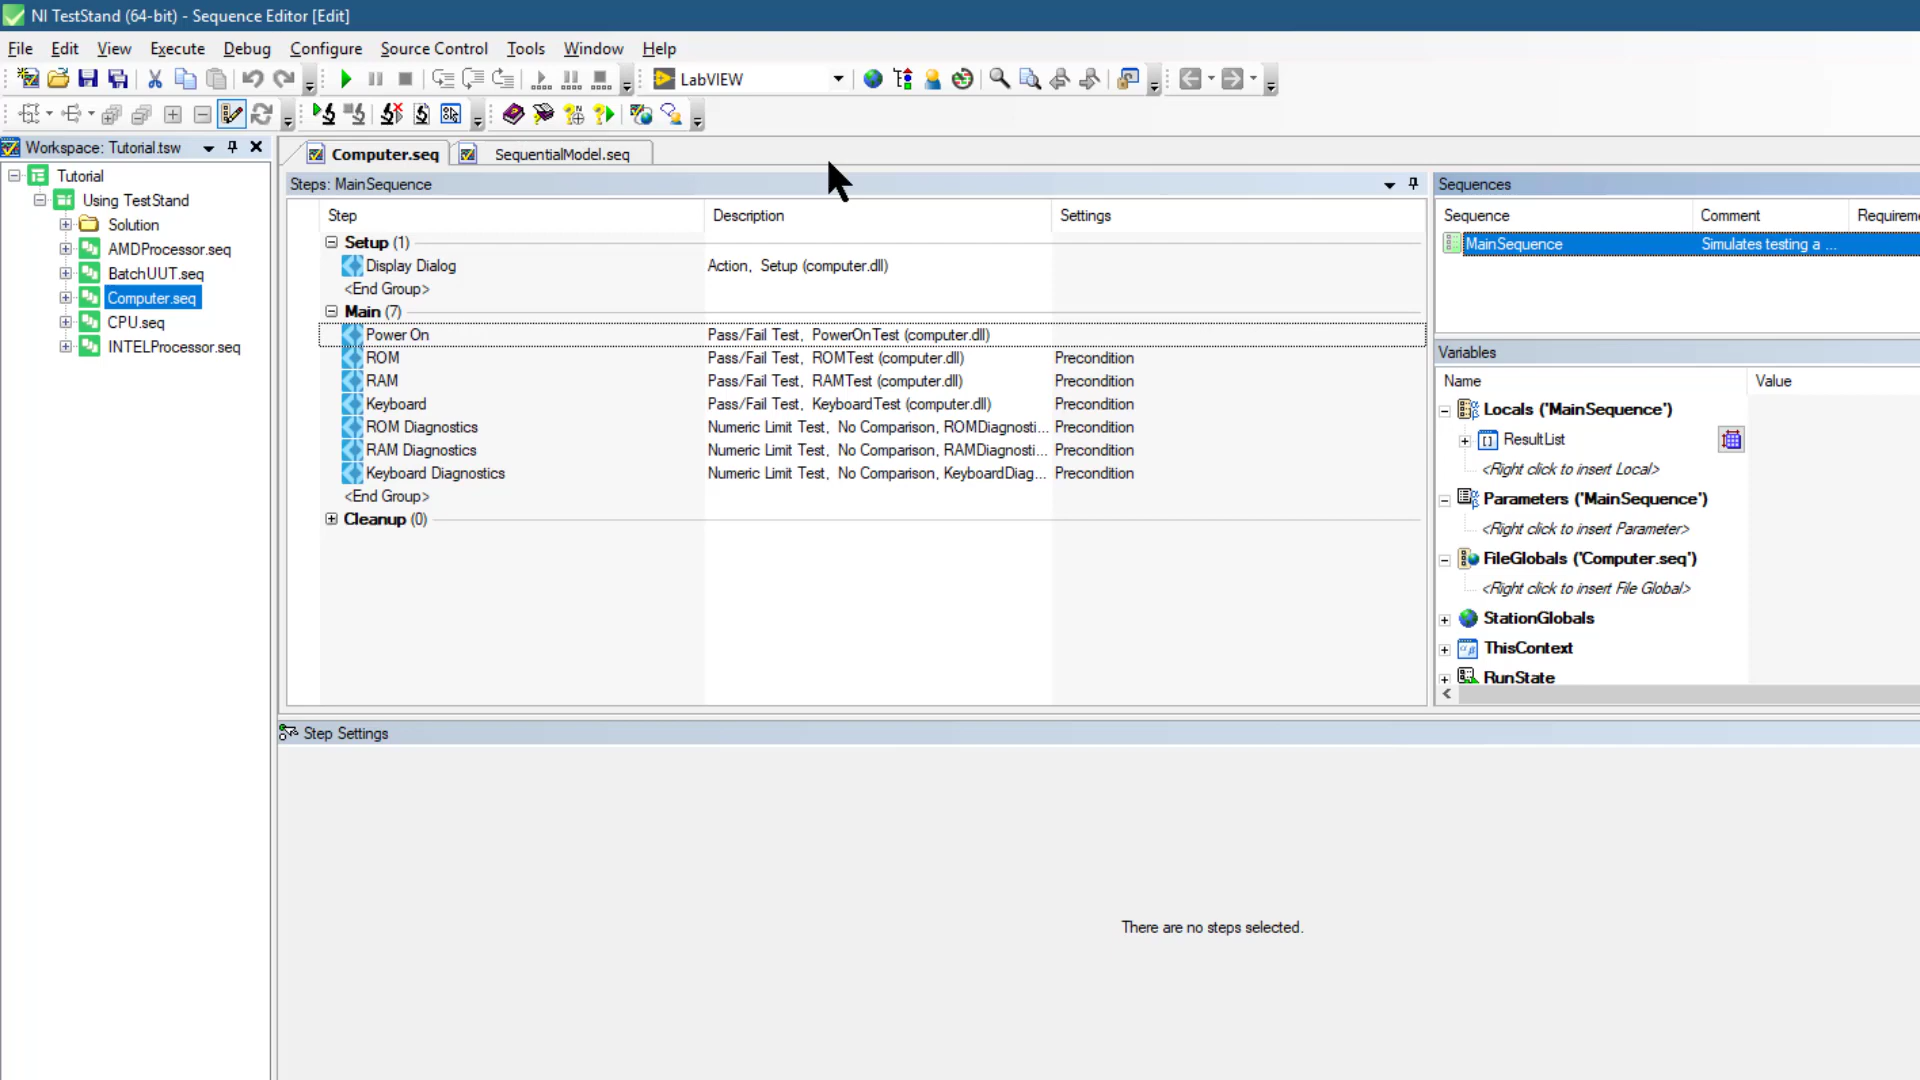 NI TestStand (64-bit) - Sequence Editor [Edit]
File Edit View Execute Debug Configure Source Control Tools Window Help
LabVIEW
Workspace: Tutorial.tsw
Tutorial
Using TestStand
Solution
AMDProcessor.seq
BatchUUT.seq
Computer.seq
CPU.seq
INTELProcessor.seq
Computer.seq SequentialModel.seq
Steps: MainSequence
Step Description Settings
Setup (1)
Display Dialog Action, Setup (computer.dll)
<End Group>
Main (7)
Power On Pass/Fail Test, PowerOnTest (computer.dll)
ROM Pass/Fail Test, ROMTest (computer.dll) Precondition
RAM Pass/Fail Test, RAMTest (computer.dll) Precondition
Keyboard Pass/Fail Test, KeyboardTest (computer.dll) Precondition
ROM Diagnostics Numeric Limit Test, No Comparison, ROMDiagnosti... Precondition
RAM Diagnostics Numeric Limit Test, No Comparison, RAMDiagnosti... Precondition
Keyboard Diagnostics Numeric Limit Test, No Comparison, KeyboardDiag... Precondition
<End Group>
Cleanup (0)
Sequences
Sequence Comment Requireme
MainSequence Simulates testing a ...
Variables
Name Value
Locals ('MainSequence')
ResultList
<Right click to insert Local>
Parameters ('MainSequence')
<Right click to insert Parameter>
FileGlobals ('Computer.seq')
<Right click to insert File Global>
StationGlobals
ThisContext
RunState
Step Settings
There are no steps selected.